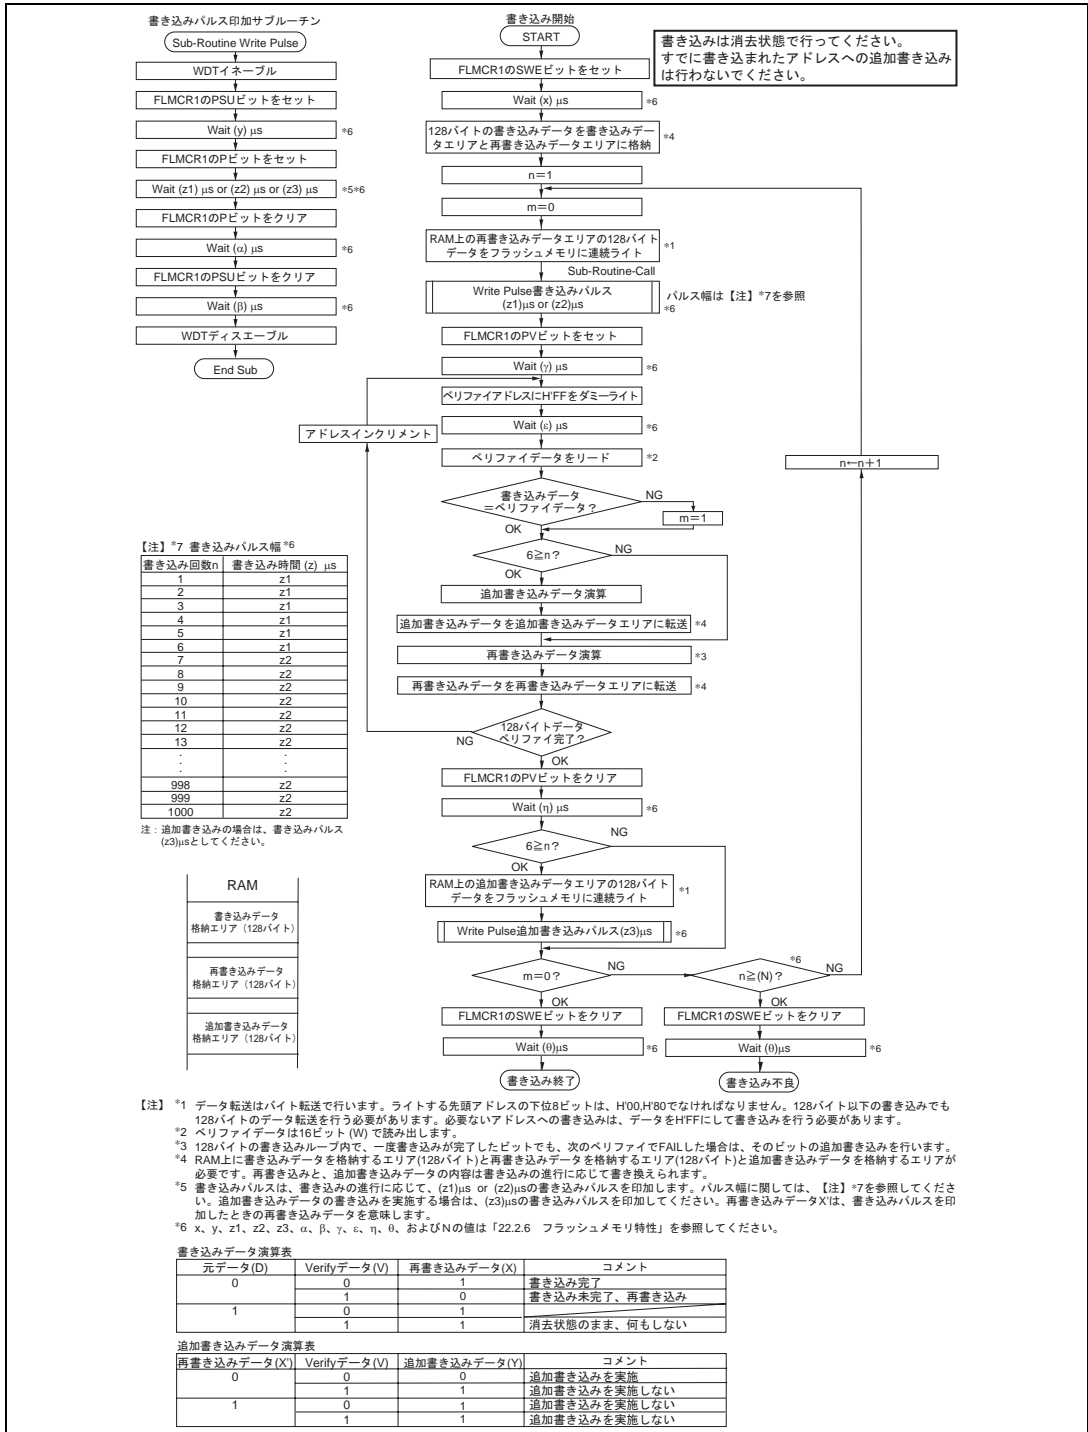 書き込みパルス印加サブルーチン
Sub-Routine Write Pulse
WDTイネーブル
FLMCR1のPSUビットをセット
Wait (y) μs *6
FLMCR1のPビットをセット
Wait (z1) μs or (z2) μs or (z3) μs *5*6
FLMCR1のPビットをクリア
Wait (α) μs *6
FLMCR1のPSUビットをクリア
Wait (β) μs *6
WDTディスエーブル
End Sub
書き込み開始
START
書き込みは消去状態で行ってください。
すでに書き込まれたアドレスへの追加書き込み
は行わないでください。
FLMCR1のSWEビットをセット
Wait (x) μs *6
128バイトの書き込みデータを書き込みデー
タエリアと再書き込みデータエリアに格納 *4
n=1
m=0
RAM上の再書き込みデータエリアの128バイト
データをフラッシュメモリに連続ライト *1
Sub-Routine-Call
Write Pulse書き込みパルス
(z1)μs or (z2)μs *6
パルス幅は【注】*7を参照
FLMCR1のPVビットをセット
Wait (γ) μs *6
ベリファイアドレスにH'FFをダミーライト
Wait (ε) μs *6
アドレスインクリメント
ベリファイデータをリード *2
n←n+1
書き込みデータ
=ベリファイデータ?
NG
m=1
OK
6≧n?
NG
OK
追加書き込みデータ演算
追加書き込みデータを追加書き込みデータエリアに転送 *4
再書き込みデータ演算 *3
再書き込みデータを再書き込みデータエリアに転送 *4
128バイトデータ
ベリファイ完了?
NG
OK
FLMCR1のPVビットをクリア
Wait (η) μs *6
6≧n?
NG
OK
RAM上の追加書き込みデータエリアの128バイト
データをフラッシュメモリに連続ライト *1
Write Pulse追加書き込みパルス(z3)μs *6
m=0?
NG
n≧(N)? *6
NG
OK
OK
FLMCR1のSWEビットをクリア
FLMCR1のSWEビットをクリア
Wait (θ)μs *6
Wait (θ)μs *6
書き込み終了
書き込み不良
【注】*7 書き込みパルス幅*6
書き込み回数n 書き込み時間 (z) μs
1 z1
2 z1
3 z1
4 z1
5 z1
6 z1
7 z2
8 z2
9 z2
10 z2
11 z2
12 z2
13 z2
. .
. .
. .
998 z2
999 z2
1000 z2
注:追加書き込みの場合は、書き込みパルス
(z3)μsとしてください。
RAM
書き込みデータ
格納エリア(128バイト)
再書き込みデータ
格納エリア(128バイト)
追加書き込みデータ
格納エリア(128バイト)
【注】 *1 データ転送はバイト転送で行います。ライトする先頭アドレスの下位8ビットは、H'00,H'80でなければなりません。128バイト以下の書き込みでも
128バイトのデータ転送を行う必要があります。必要ないアドレスへの書き込みは、データをH'FFにして書き込みを行う必要があります。
*2 ベリファイデータは16ビット (W) で読み出します。
*3 128バイトの書き込みループ内で、一度書き込みが完了したビットでも、次のベリファイでFAILした場合は、そのビットの追加書き込みを行います。
*4 RAM上に書き込みデータを格納するエリア(128バイト)と再書き込みデータを格納するエリア(128バイト)と追加書き込みデータを格納するエリアが
必要です。再書き込みと、追加書き込みデータの内容は書き込みの進行に応じて書き換えられます。
*5 書き込みパルスは、書き込みの進行に応じて、(z1)μs or (z2)μsの書き込みパルスを印加します。パルス幅に関しては、【注】*7を参照してくださ
い。追加書き込みデータの書き込みを実施する場合は、(z3)μsの書き込みパルスを印加してください。再書き込みデータX'は、書き込みパルスを印
加したときの再書き込みデータを意味します。
*6 x、y、z1、z2、z3、α、β、γ、ε、η、θ、およびNの値は「22.2.6 フラッシュメモリ特性」を参照してください。
書き込みデータ演算表
元データ(D) Verifyデータ(V) 再書き込みデータ(X) コメント
0 0 1 書き込み完了
1 0 書き込み未完了、再書き込み
1 0 1
1 1 消去状態のまま、何もしない
追加書き込みデータ演算表
再書き込みデータ(X') Verifyデータ(V) 追加書き込みデータ(Y) コメント
0 0 0 追加書き込みを実施
1 1 追加書き込みを実施しない
1 0 1 追加書き込みを実施しない
1 1 追加書き込みを実施しない